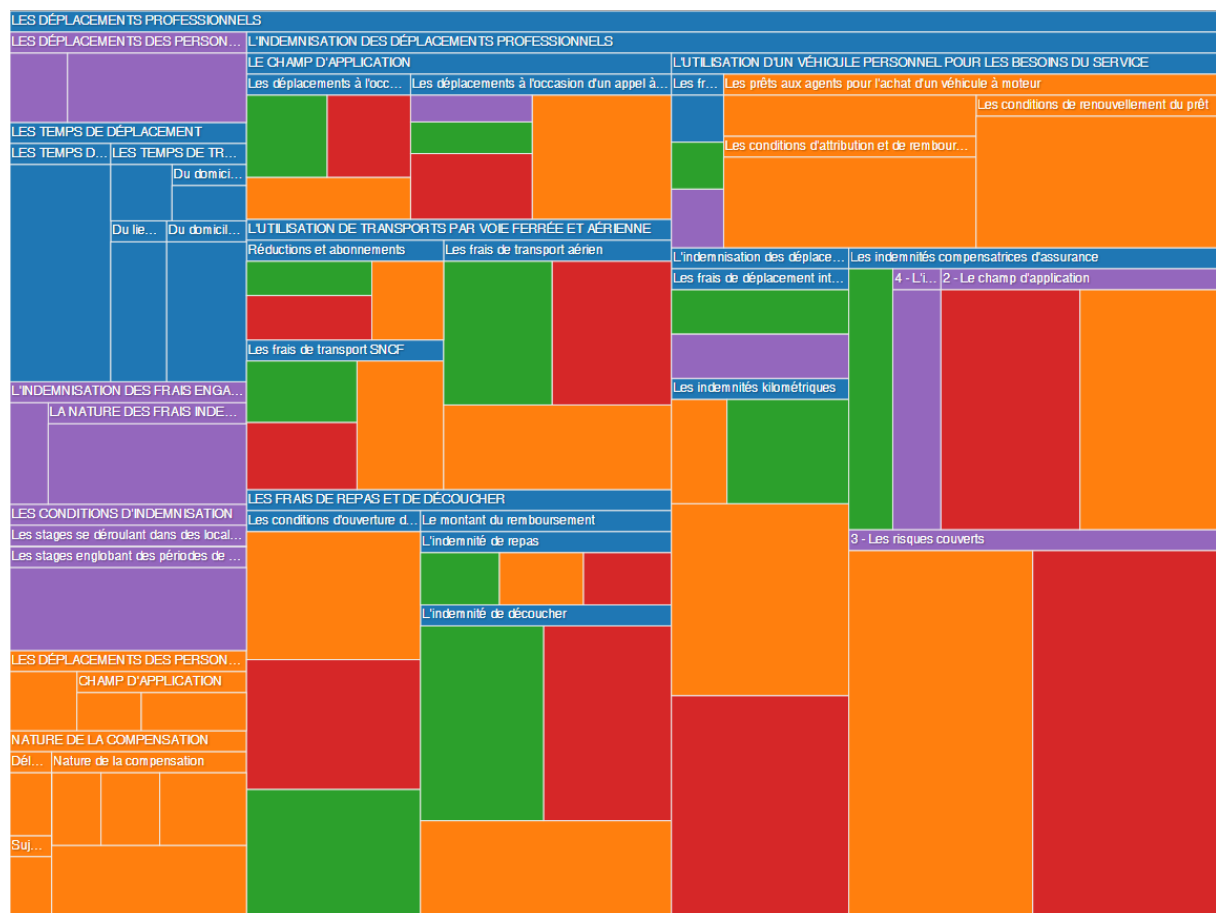 LES DÉPLACEMENTS PROFESSIONNELS
LES DÉPLACEMENTS DES PERSON...
LES TEMPS DE DÉPLACEMENT
LES TEMPS D...
LES TEMPS DE TR...
Du domici...
Du lie...
Du domicil...
L'INDEMNISATION DES FRAIS ENGA...
LA NATURE DES FRAIS INDE...
LES CONDITIONS D'INDEMNISATION
Les stages se déroulant dans des local...
Les stages englobant des périodes de ...
LES DÉPLACEMENTS DES PERSON...
CHAMP D'APPLICATION
NATURE DE LA COMPENSATION
Dél...
Nature de la compensation
Suj...
L'INDEMNISATION DES DÉPLACEMENTS PROFESSIONNELS
LE CHAMP D'APPLICATION
Les déplacements à l'occ...
Les déplacements à l'occasion d'un appel à...
L'UTILISATION DE TRANSPORTS PAR VOIE FERRÉE ET AÉRIENNE
Réductions et abonnements
Les frais de transport aérien
Les frais de transport SNCF
LES FRAIS DE REPAS ET DE DÉCOUCHER
Les conditions d'ouverture d...
Le montant du remboursement
L'indemnité de repas
L'indemnité de découcher
L'UTILISATION D'UN VÉHICULE PERSONNEL POUR LES BESOINS DU SERVICE
Les fr...
Les prêts aux agents pour l'achat d'un véhicule à moteur
Les conditions de renouvellement du prêt
Les conditions d'attribution et de rembour...
L'indemnisation des déplace...
Les frais de déplacement int...
Les indemnités kilométriques
Les indemnités compensatrices d'assurance
4 - L'i...
2 - Le champ d'application
3 - Les risques couverts